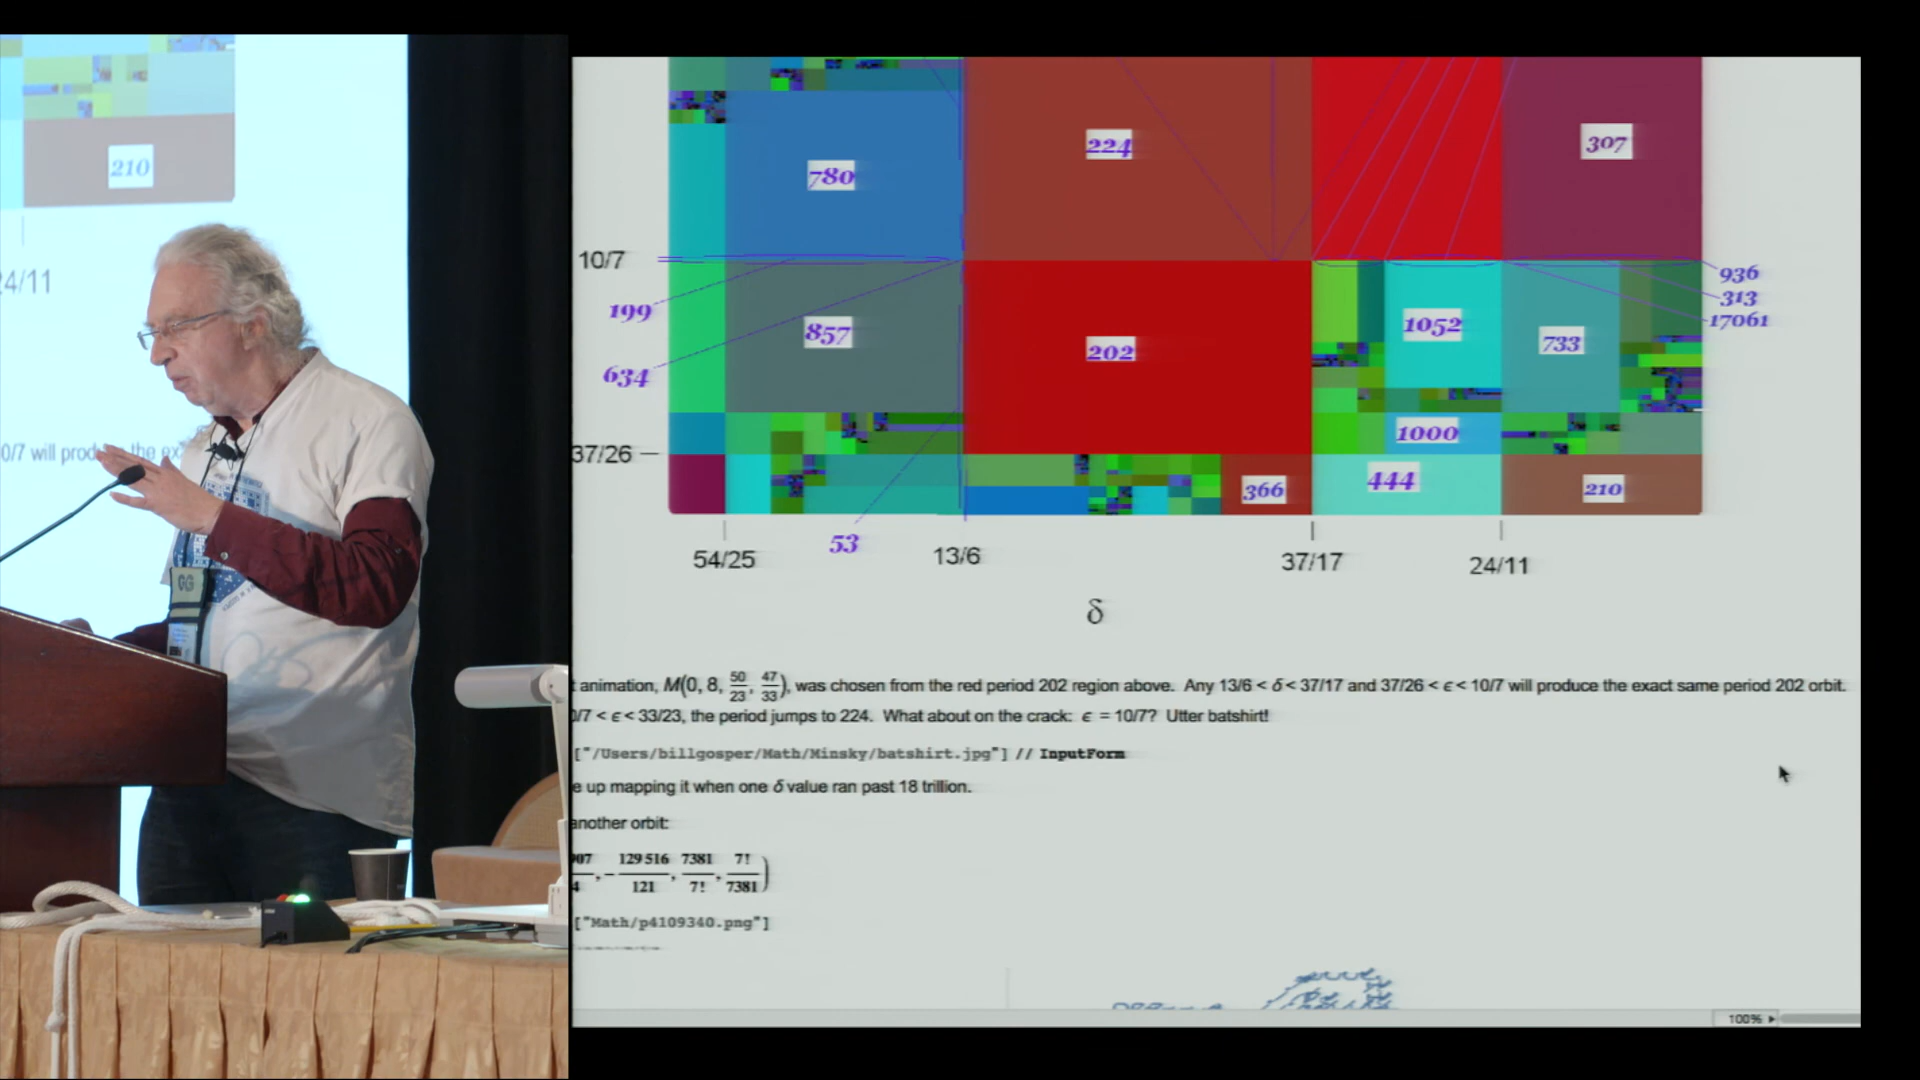 210
24/11
0/7 will produce the ex
GG
224
307
780
10/7
936
199
313
857
1052
17061
202
733
634
1000
37/26
366
444
210
53
54/25
13/6
37/17
24/11
δ
t animation, M(0, 8, 50/23, 47/33), was chosen from the red period 202 region above. Any 13/6 < δ < 37/17 and 37/26 < ϵ < 10/7 will produce the exact same period 202 orbit.
0/7 < ϵ < 33/23, the period jumps to 224. What about on the crack: ϵ = 10/7? Utter batshirt!
["/Users/billgosper/Math/Minsky/batshirt.jpg"] // InputForm
e up mapping it when one δ value ran past 18 trillion.
another orbit:
907/4, - 129 516/121, 7381/7!, 7!/7381)
["Math/p4109340.png"]
100%